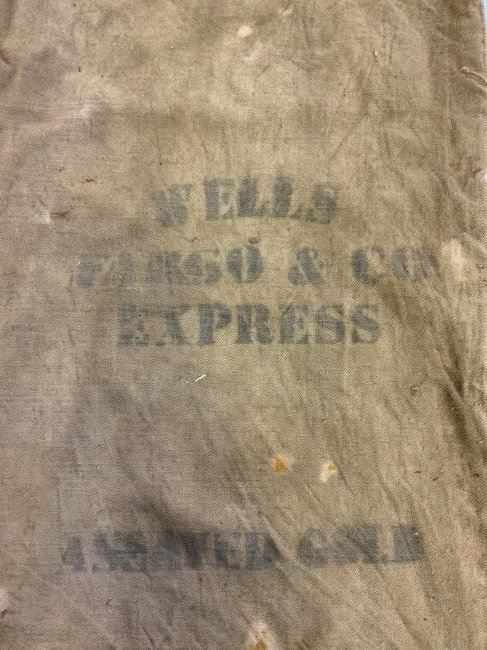 WELLS
FARGO & CO
EXPRESS
ASSAYED GOLD